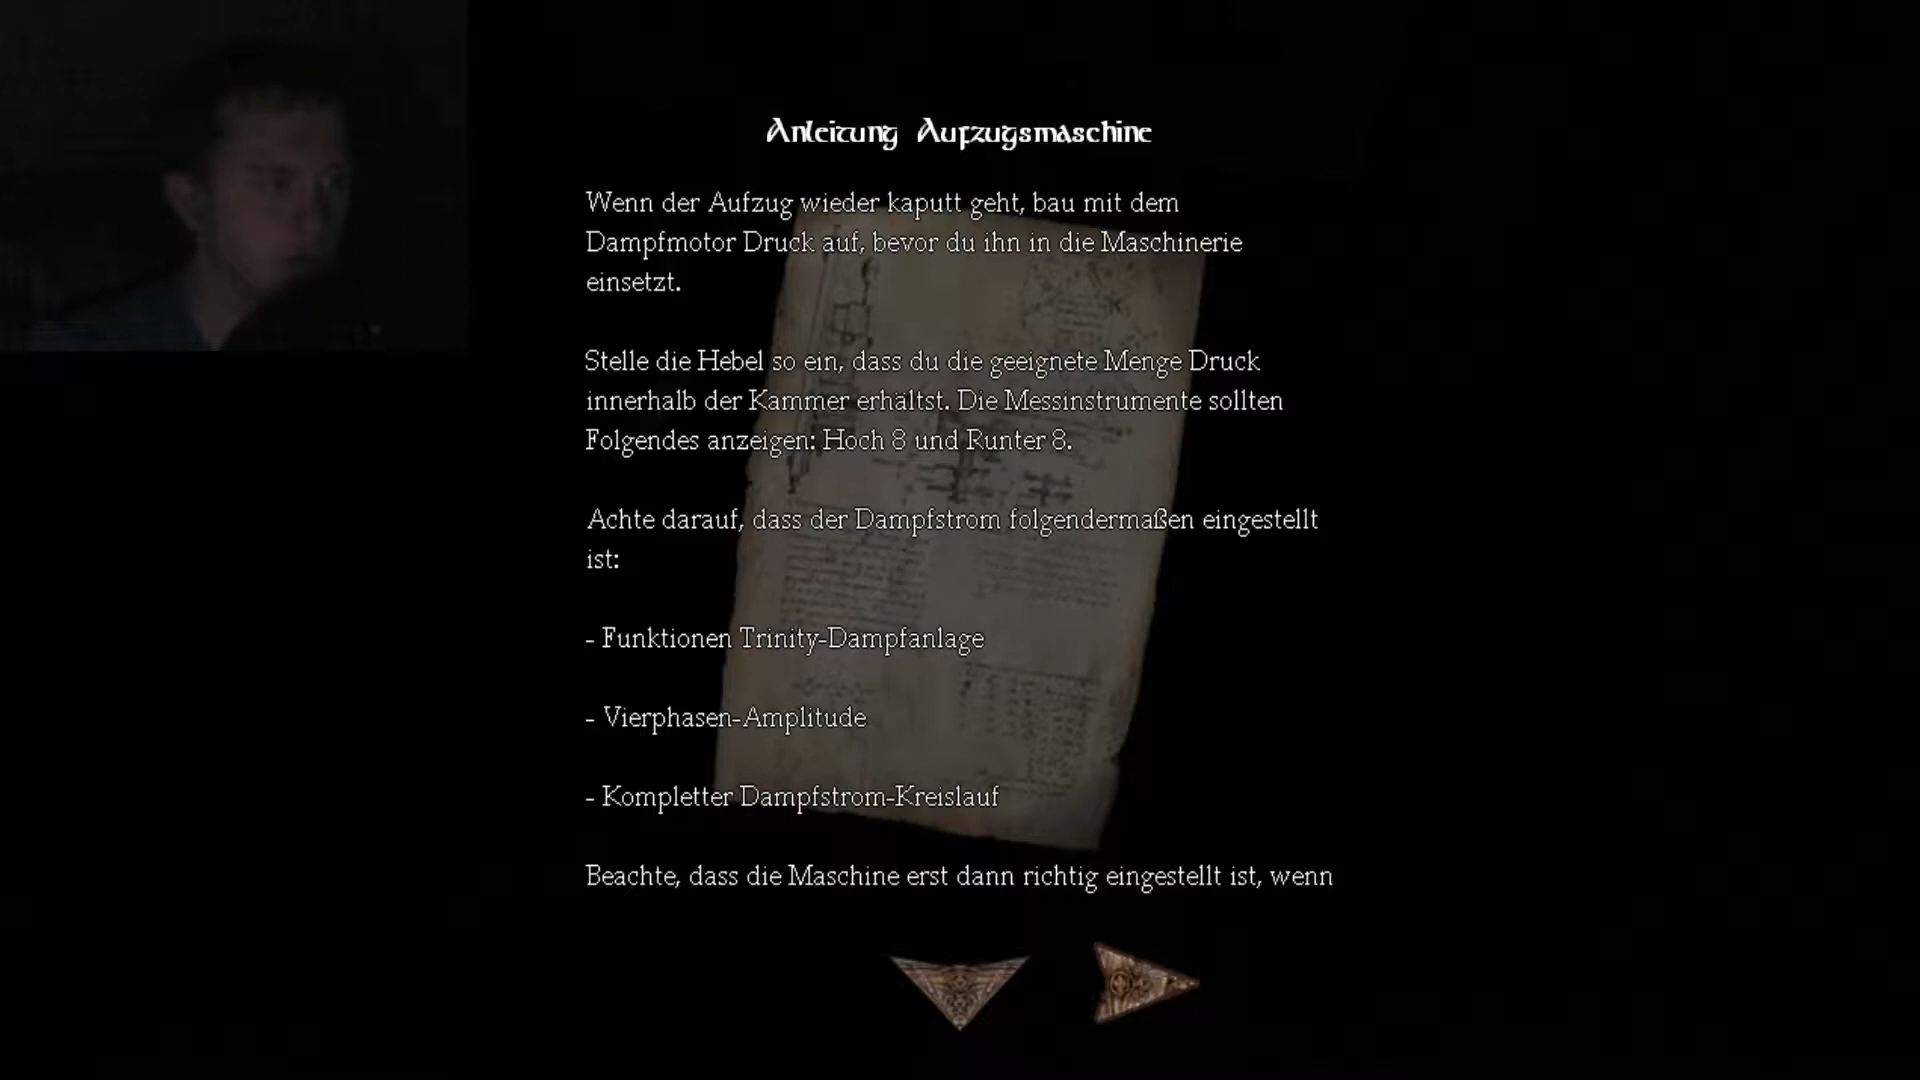 Anleitung Aufzugsmaschine
Wenn der Aufzug wieder kaputt geht, bau mit dem
Dampfmotor Druck auf, bevor du ihn in die Maschinerie
einsetzt.
Stelle die Hebel so ein, dass du die geeignete Menge Druck
innerhalb der Kammer erhältst. Die Messinstrumente sollten
Folgendes anzeigen: Hoch 8 und Runter 8.
Achte darauf, dass der Dampfstrom folgendermaßen eingestellt
ist:
- Funktionen Trinity-Dampfanlage
- Vierphasen-Amplitude
- Kompletter Dampfstrom-Kreislauf
Beachte, dass die Maschine erst dann richtig eingestellt ist, wenn